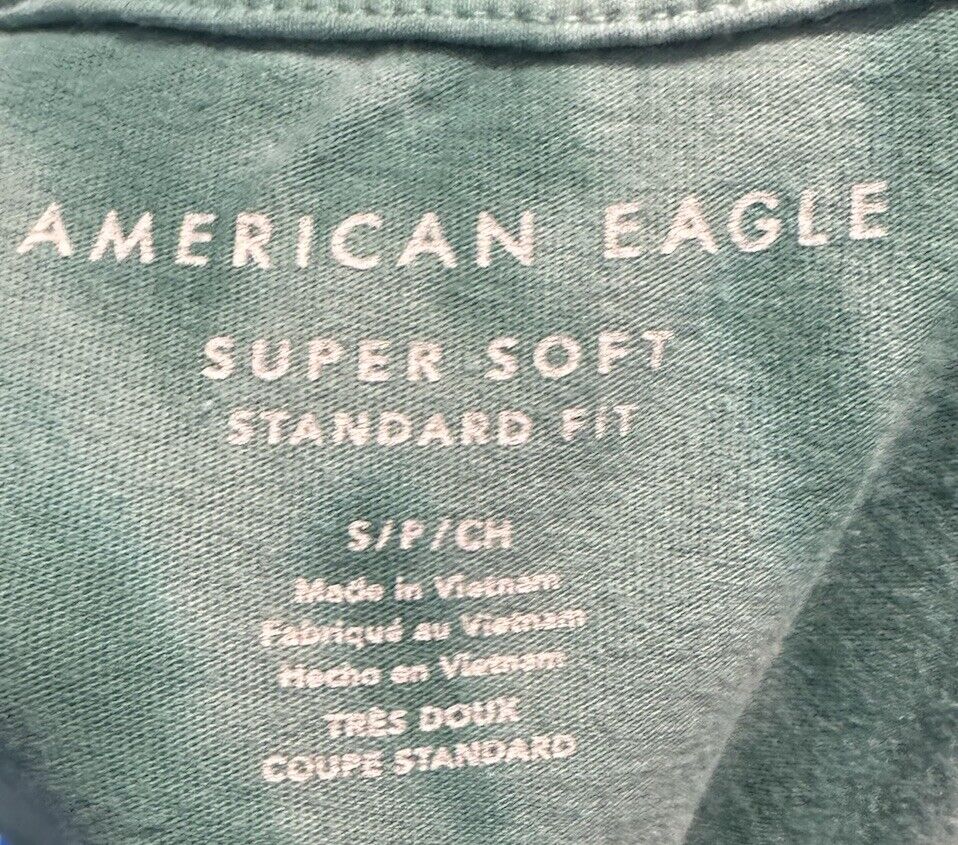 AMERICAN EAGLE
SUPER SOFT
STANDARD FIT
S/P/CH
Made in Vietnam
Fabriqué au Vietnam
Hecho en Vietnam
TRÈS DOUX
COUPE STANDARD